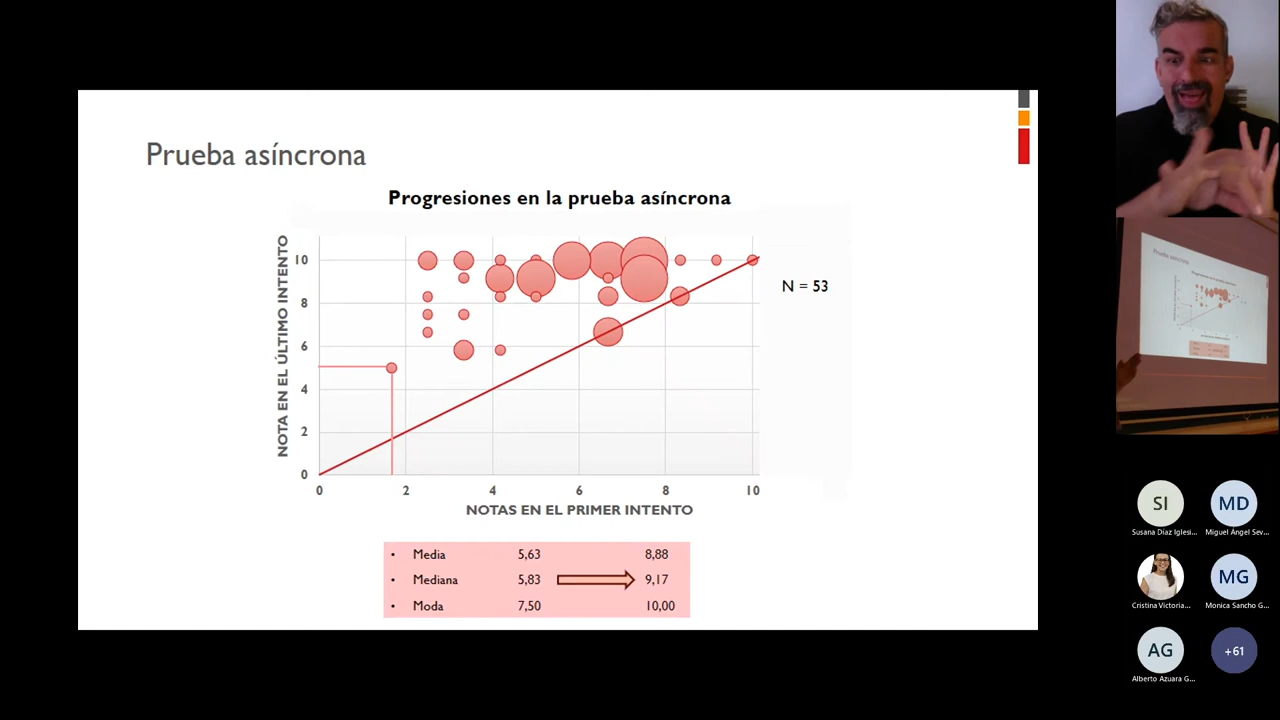 Prueba asíncrona
Progresiones en la prueba asíncrona
NOTA EN EL ÚLTIMO INTENTO
10
8
6
4
2
0
0 2 4 6 8 10
NOTAS EN EL PRIMER INTENTO
N = 53
• Media 5,63 8,88
• Mediana 5,83 9,17
• Moda 7,50 10,00
SI
Susana Díaz Iglesi...
MD
Miguel Angel Sev...
Cristina Victoria...
MG
Monica Sancho G...
AG
Alberto Azuara G...
+61